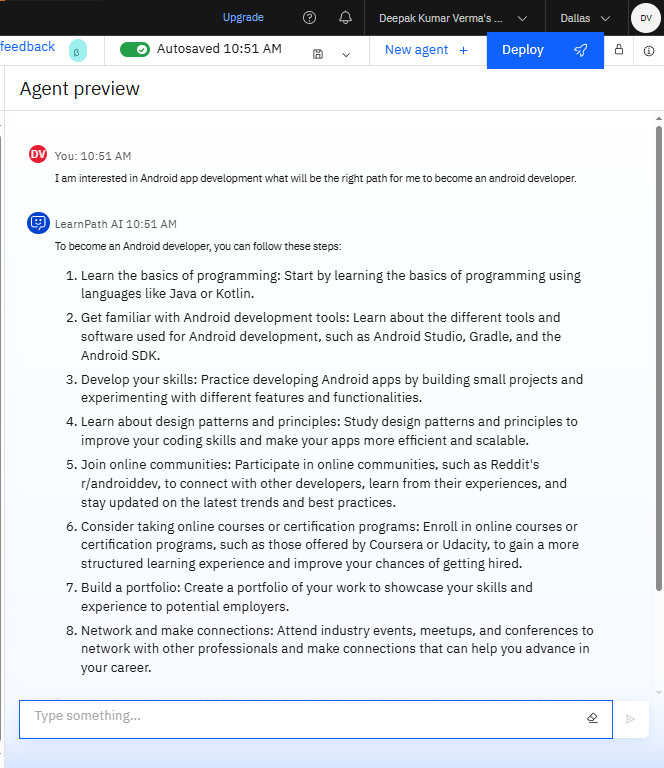 Upgrade
Deepak Kumar Verma's ...
Dallas
DV
feedback
β
Autosaved 10:51 AM
New agent +
Deploy
Agent preview
DV
You: 10:51 AM
I am interested in Android app development what will be the right path for me to become an android developer.
LearnPath AI 10:51 AM
To become an Android developer, you can follow these steps:
1. Learn the basics of programming: Start by learning the basics of programming using
languages like Java or Kotlin.
2. Get familiar with Android development tools: Learn about the different tools and
software used for Android development, such as Android Studio, Gradle, and the
Android SDK.
3. Develop your skills: Practice developing Android apps by building small projects and
experimenting with different features and functionalities.
4. Learn about design patterns and principles: Study design patterns and principles to
improve your coding skills and make your apps more efficient and scalable.
5. Join online communities: Participate in online communities, such as Reddit's
r/androiddev, to connect with other developers, learn from their experiences, and
stay updated on the latest trends and best practices.
6. Consider taking online courses or certification programs: Enroll in online courses or
certification programs, such as those offered by Coursera or Udacity, to gain a more
structured learning experience and improve your chances of getting hired.
7. Build a portfolio: Create a portfolio of your work to showcase your skills and
experience to potential employers.
8. Network and make connections: Attend industry events, meetups, and conferences to
network with other professionals and make connections that can help you advance in
your career.
Type something...